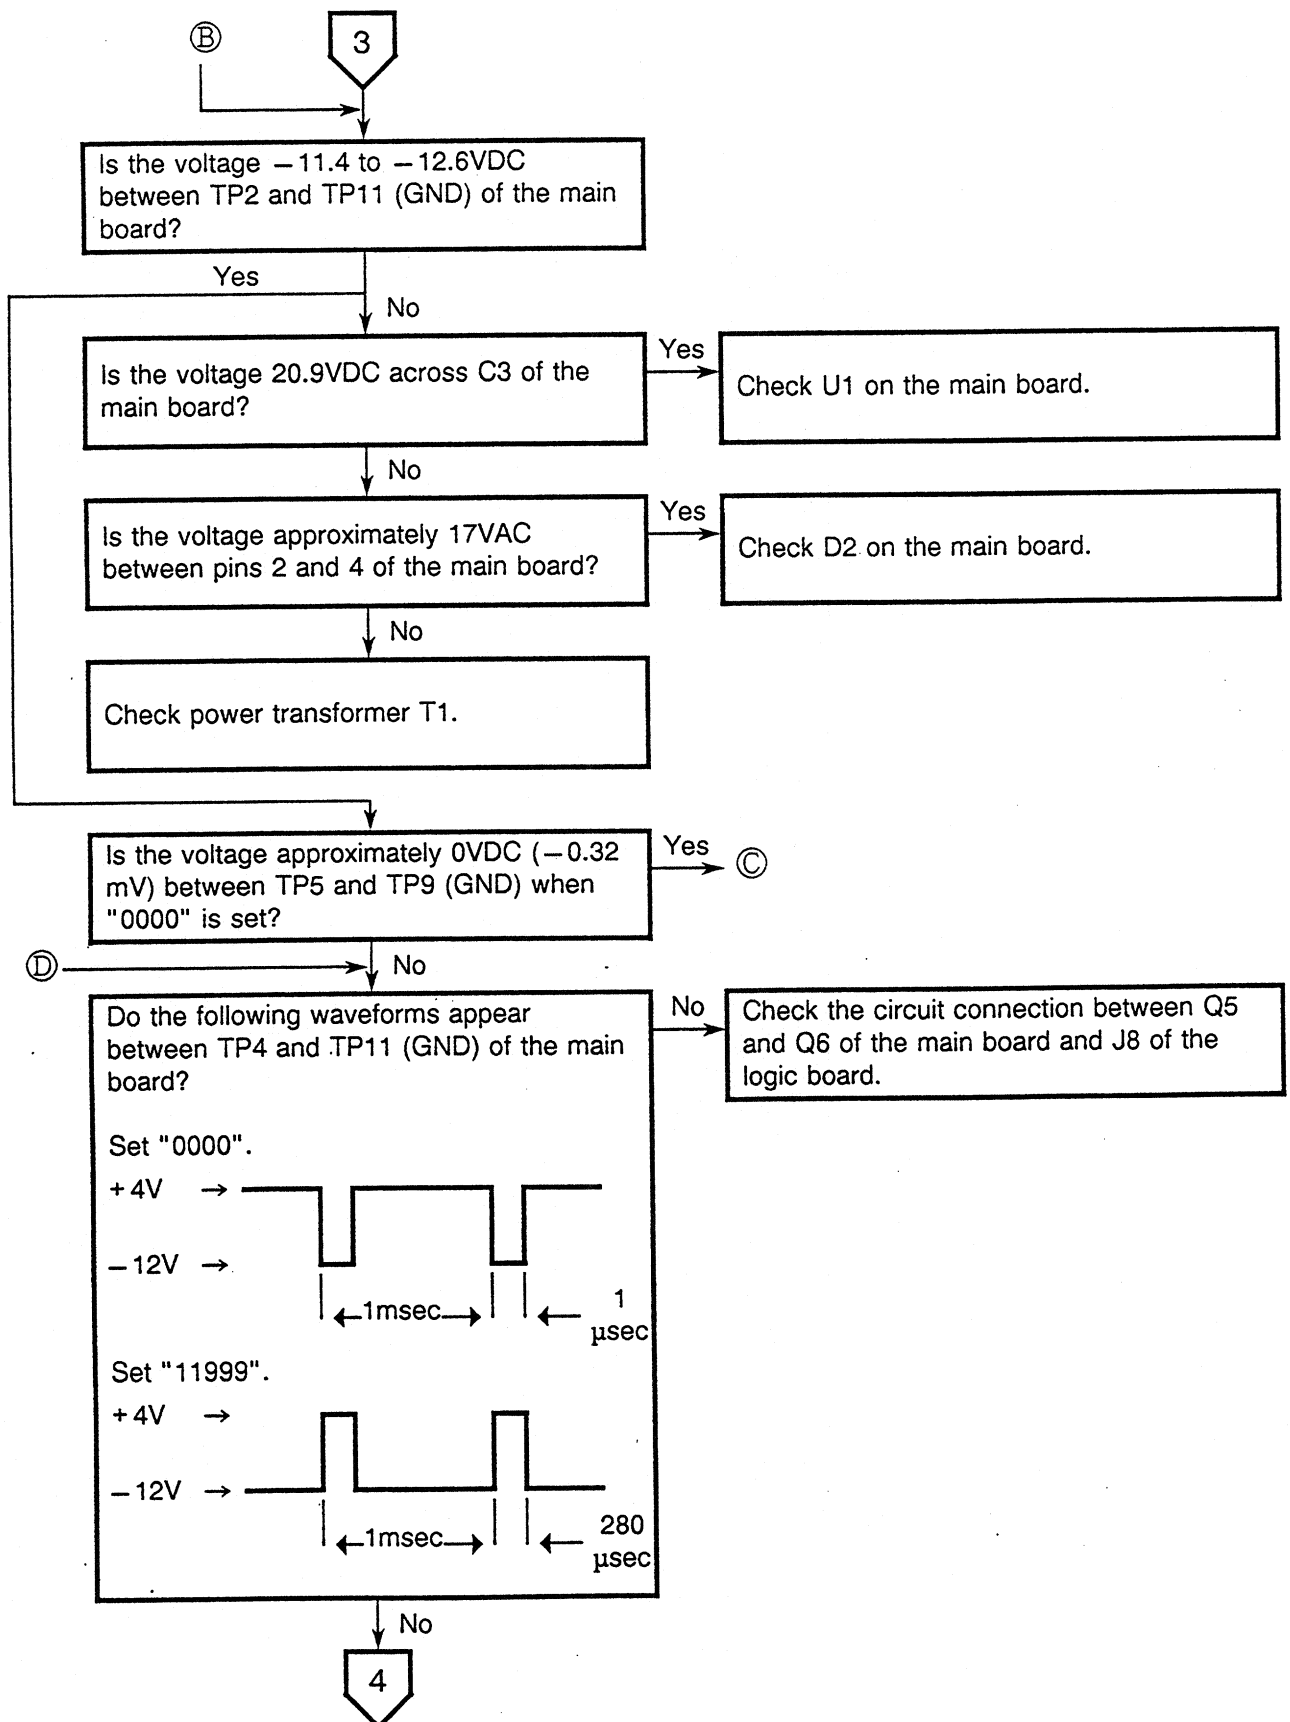 Ⓑ
3
Is the voltage −11.4 to −12.6VDC
between TP2 and TP11 (GND) of the main
board?
Yes
No
Is the voltage 20.9VDC across C3 of the
main board?
Yes
Check U1 on the main board.
No
Is the voltage approximately 17VAC
between pins 2 and 4 of the main board?
Yes
Check D2 on the main board.
No
Check power transformer T1.
Is the voltage approximately 0VDC (−0.32
mV) between TP5 and TP9 (GND) when
"0000" is set?
Yes
Ⓒ
Ⓓ
No
Do the following waveforms appear
between TP4 and TP11 (GND) of the main
board?
No
Check the circuit connection between Q5
and Q6 of the main board and J8 of the
logic board.
Set "0000".
+4V
−12V
1msec
1
µsec
Set "11999".
+4V
−12V
1msec
280
µsec
No
4